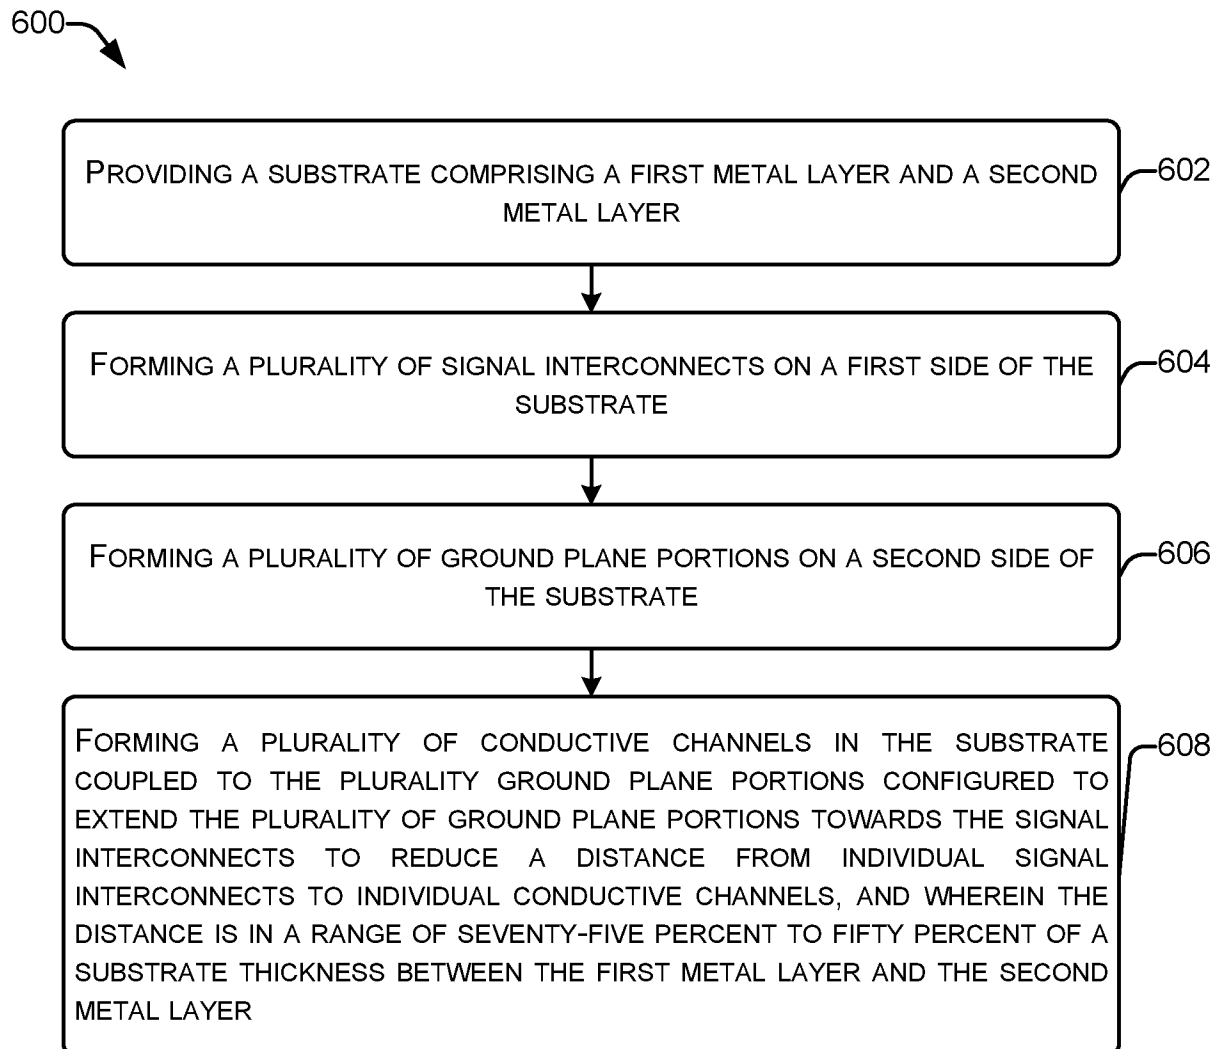 600
PROVIDING A SUBSTRATE COMPRISING A FIRST METAL LAYER AND A SECOND
METAL LAYER
602
FORMING A PLURALITY OF SIGNAL INTERCONNECTS ON A FIRST SIDE OF THE
SUBSTRATE
604
FORMING A PLURALITY OF GROUND PLANE PORTIONS ON A SECOND SIDE OF
THE SUBSTRATE
606
FORMING A PLURALITY OF CONDUCTIVE CHANNELS IN THE SUBSTRATE
COUPLED TO THE PLURALITY GROUND PLANE PORTIONS CONFIGURED TO
EXTEND THE PLURALITY OF GROUND PLANE PORTIONS TOWARDS THE SIGNAL
INTERCONNECTS TO REDUCE A DISTANCE FROM INDIVIDUAL SIGNAL
INTERCONNECTS TO INDIVIDUAL CONDUCTIVE CHANNELS, AND WHEREIN THE
DISTANCE IS IN A RANGE OF SEVENTY-FIVE PERCENT TO FIFTY PERCENT OF A
SUBSTRATE THICKNESS BETWEEN THE FIRST METAL LAYER AND THE SECOND
METAL LAYER
608